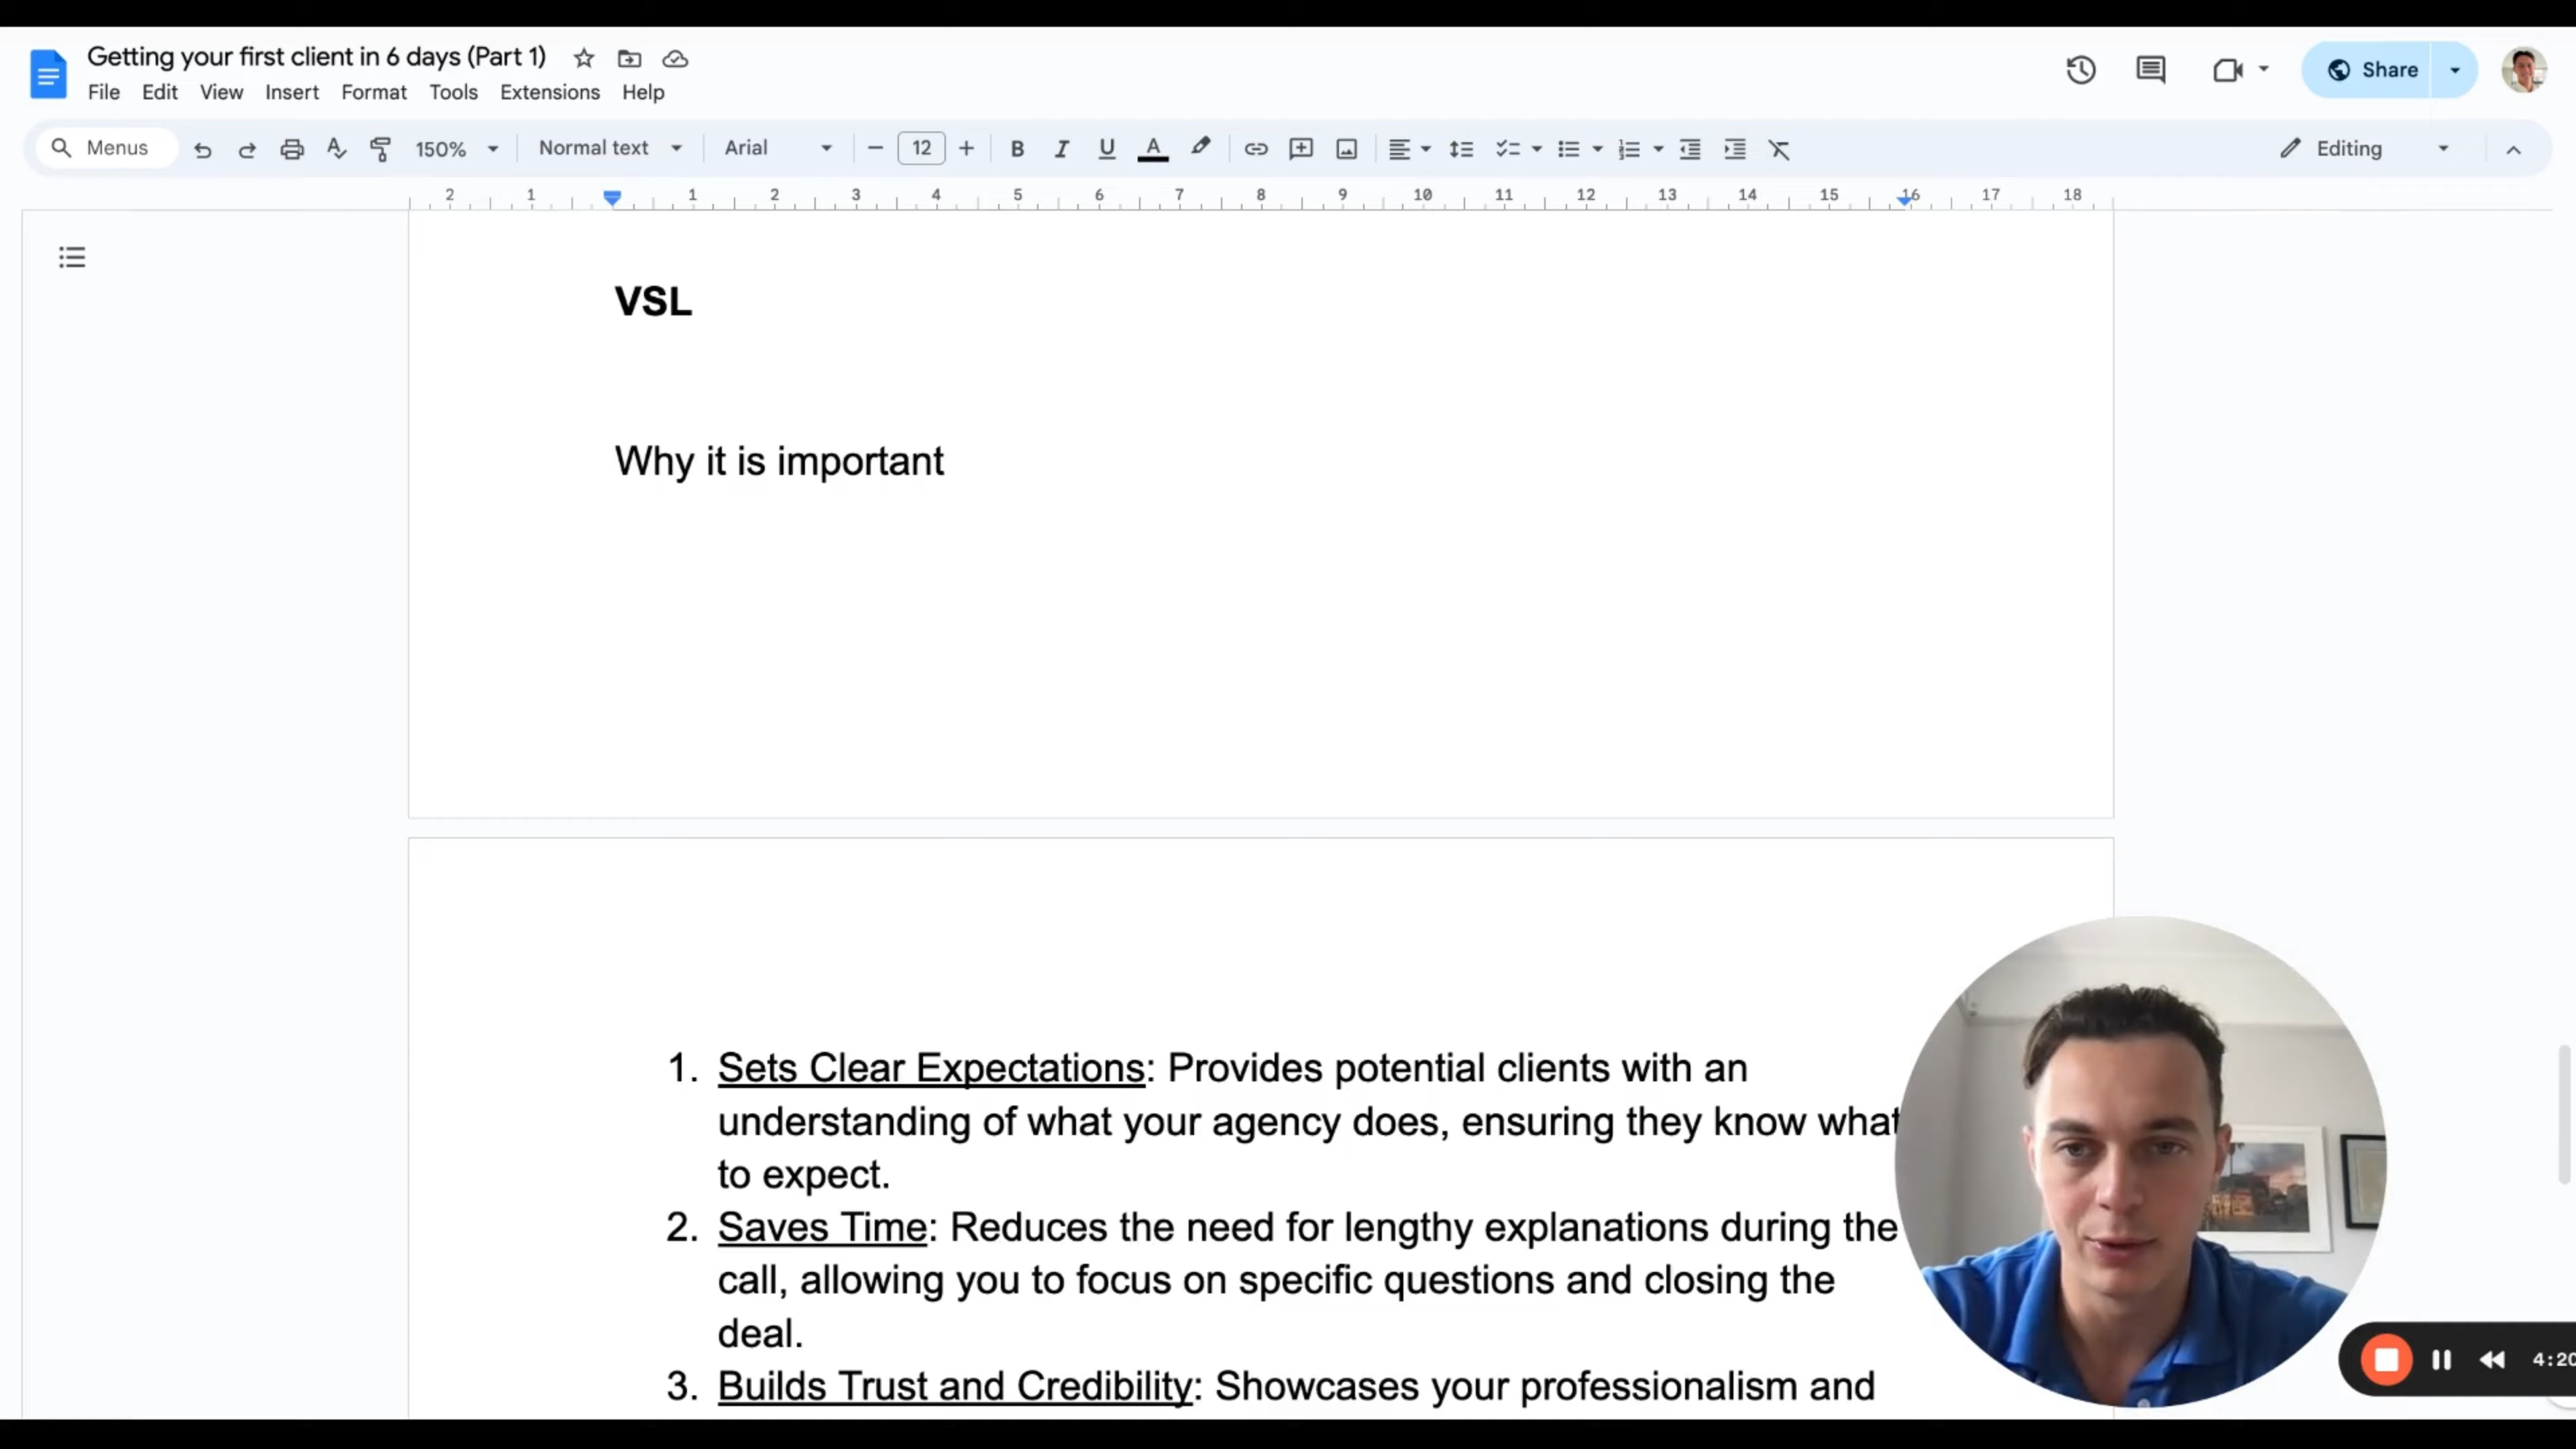 Getting your first client in 6 days (Part 1)
File Edit View Insert Format Tools Extensions Help
Share
Menus 150% Normal text Arial 12 Editing
2 1 1 2 3 4 5 6 7 8 9 10 11 12 13 14 15 16 17 18
VSL
Why it is important
1. Sets Clear Expectations: Provides potential clients with an
understanding of what your agency does, ensuring they know what
to expect.
2. Saves Time: Reduces the need for lengthy explanations during the
call, allowing you to focus on specific questions and closing the
deal.
3. Builds Trust and Credibility: Showcases your professionalism and
4:20